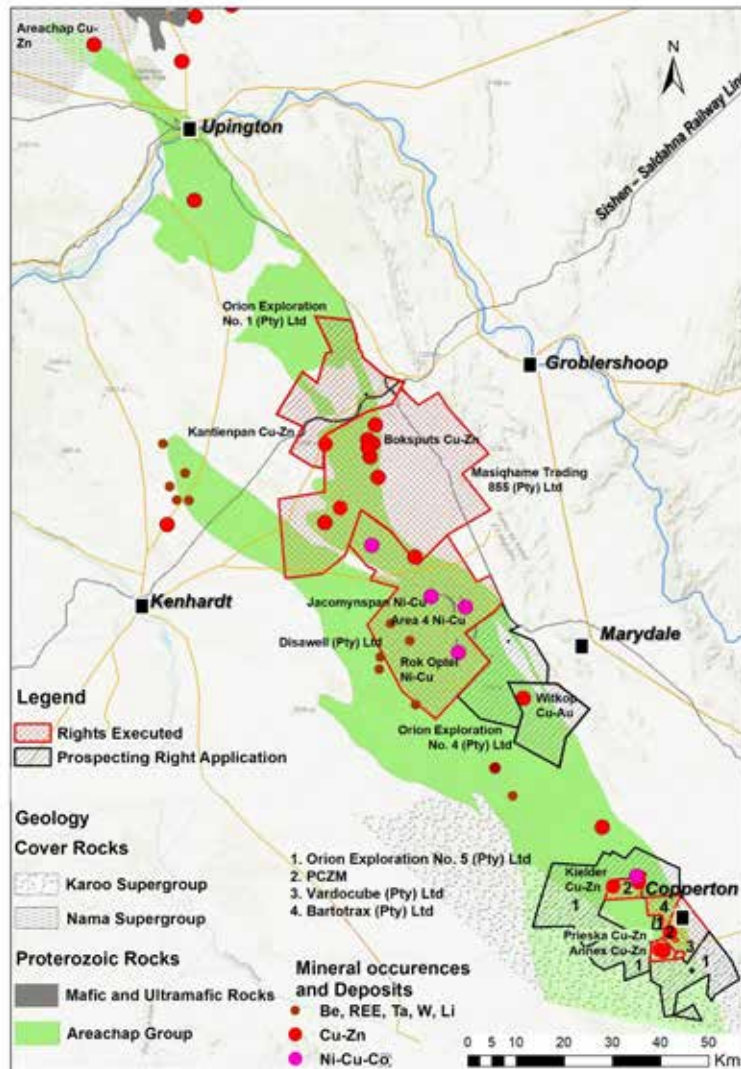 Areachap Cu-
Zn
N
Upington
Sishen – Saldahna Railway Line
Orion Exploration
No. 1 (Pty) Ltd
Groblershoop
Kantienpan Cu-Zn
Boksputs Cu-Zn
Masiqhame Trading
855 (Pty) Ltd
Kenhardt
Jacomynspan Ni-Cu
Area 4 Ni-Cu
Marydale
Disawell (Pty) Ltd
Rok Optel
Ni-Cu
Witkop
Cu-Au
Orion Exploration
No. 4 (Pty) Ltd
Legend
Rights Executed
Prospecting Right Application
Geology
Cover Rocks
Karoo Supergroup
Nama Supergroup
Proterozoic Rocks
Mafic and Ultramafic Rocks
Areachap Group
1. Orion Exploration No. 5 (Pty) Ltd
2. PCZM
3. Vardocube (Pty) Ltd
4. Bartotrax (Pty) Ltd
Mineral occurences
and Deposits
Be, REE, Ta, W, Li
Cu-Zn
Ni-Cu-Co
Kielder
Cu-Zn
Copperton
1
2
4
1
2
Prieska Cu-Zn
3
Annex Cu-Zn
1
1
0 5 10 20 30 40 50
Km